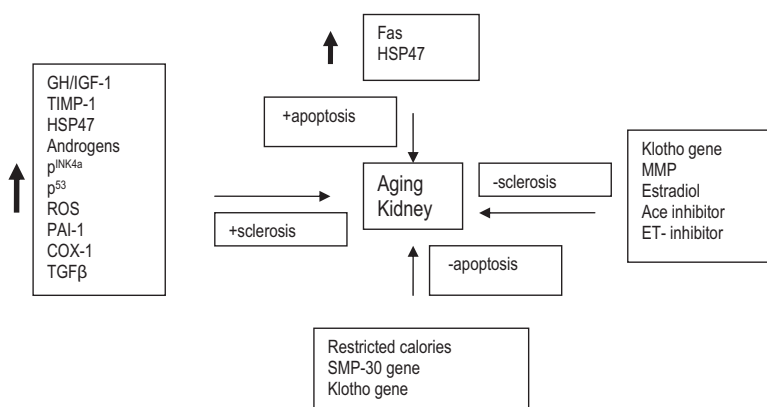 Fas
HSP47
+apoptosis
GH/IGF-1
TIMP-1
HSP47
Androgens
pINK4a
p53
ROS
PAI-1
COX-1
TGFβ
+sclerosis
Aging
Kidney
-sclerosis
Klotho gene
MMP
Estradiol
Ace inhibitor
ET- inhibitor
-apoptosis
Restricted calories
SMP-30 gene
Klotho gene